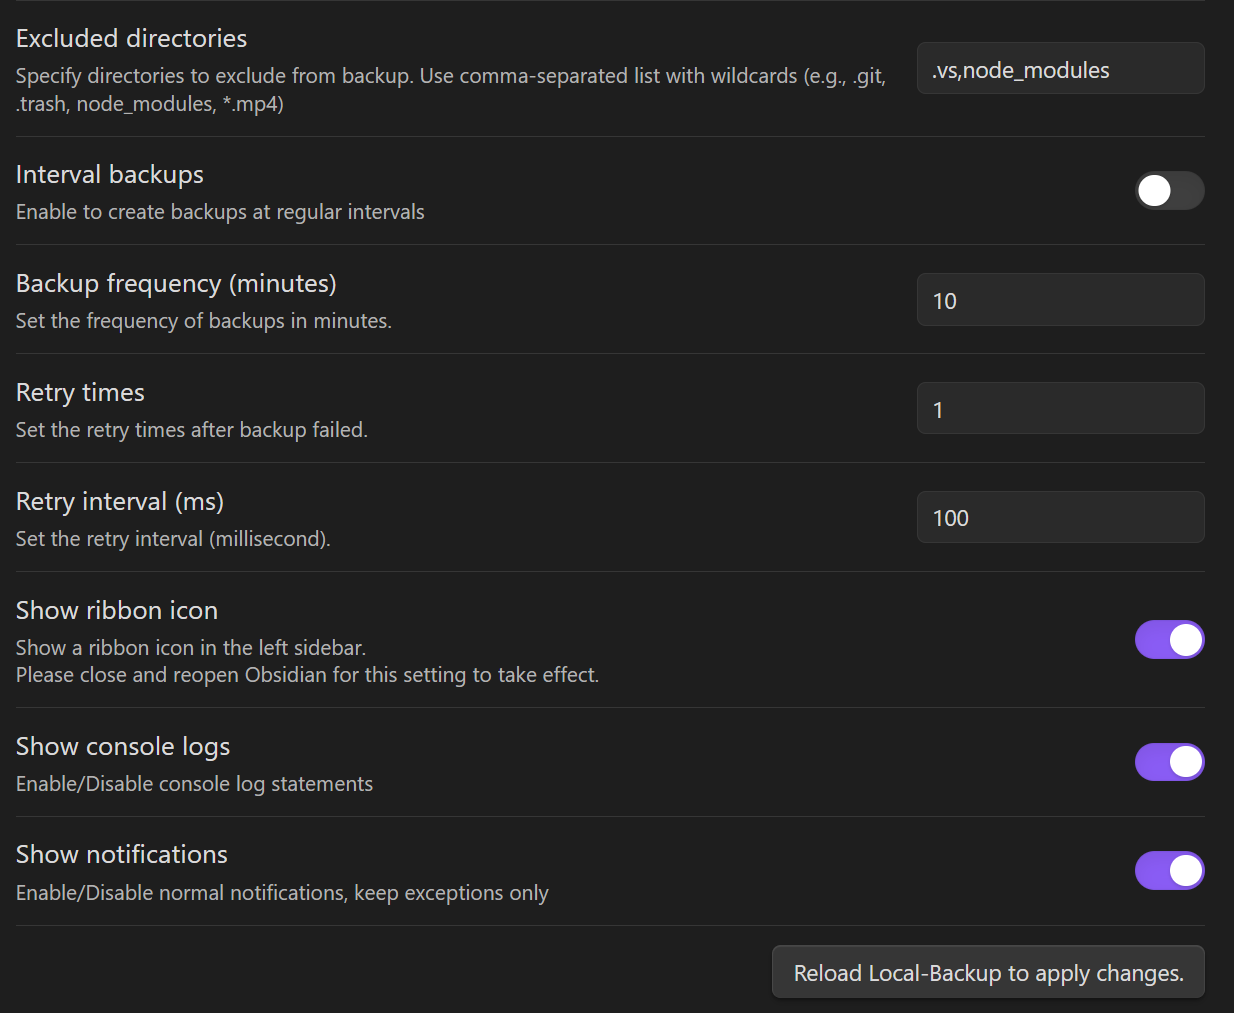 Excluded directories
Specify directories to exclude from backup. Use comma-separated list with wildcards (e.g., .git,
.trash, node_modules, *.mp4)
.vs,node_modules
Interval backups
Enable to create backups at regular intervals
Backup frequency (minutes)
Set the frequency of backups in minutes.
10
Retry times
Set the retry times after backup failed.
1
Retry interval (ms)
Set the retry interval (millisecond).
100
Show ribbon icon
Show a ribbon icon in the left sidebar.
Please close and reopen Obsidian for this setting to take effect.
Show console logs
Enable/Disable console log statements
Show notifications
Enable/Disable normal notifications, keep exceptions only
Reload Local-Backup to apply changes.